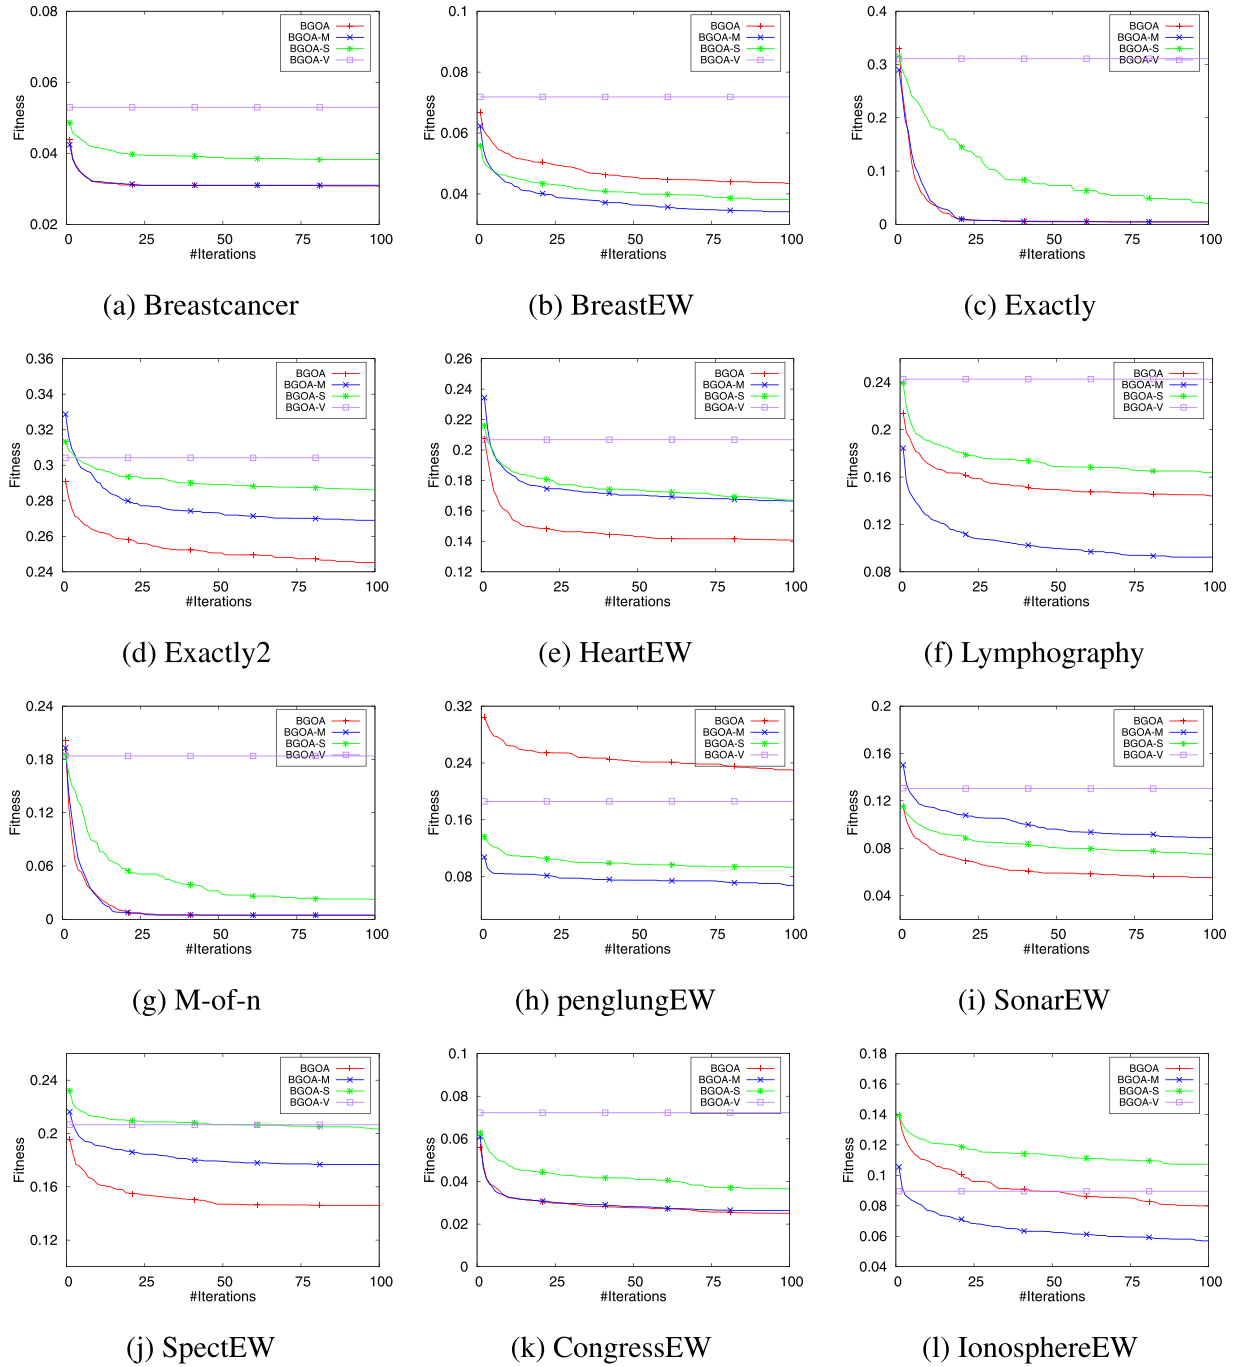 0.08
0.06
0.04
0.02
Fitness
BGOA
BGOA-M
BGOA-S
BGOA-V
0 25 50 75 100
#Iterations
(a) Breastcancer
0.1
0.08
0.06
0.04
Fitness
BGOA
BGOA-M
BGOA-S
BGOA-V
0 25 50 75 100
#Iterations
(b) BreastEW
0.4
0.3
0.2
0.1
0
Fitness
BGOA
BGOA-M
BGOA-S
BGOA-V
0 25 50 75 100
#Iterations
(c) Exactly
0.36
0.34
0.32
0.3
0.28
0.26
0.24
Fitness
BGOA
BGOA-M
BGOA-S
BGOA-V
0 25 50 75 100
#Iterations
(d) Exactly2
0.26
0.24
0.22
0.2
0.18
0.16
0.14
0.12
Fitness
BGOA
BGOA-M
BGOA-S
BGOA-V
0 25 50 75 100
#Iterations
(e) HeartEW
0.24
0.2
0.16
0.12
0.08
Fitness
BGOA
BGOA-M
BGOA-S
BGOA-V
0 25 50 75 100
#Iterations
(f) Lymphography
0.24
0.18
0.12
0.06
0
Fitness
BGOA
BGOA-M
BGOA-S
BGOA-V
0 25 50 75 100
#Iterations
(g) M-of-n
0.32
0.24
0.16
0.08
Fitness
BGOA
BGOA-M
BGOA-S
BGOA-V
0 25 50 75 100
#Iterations
(h) penglungEW
0.2
0.16
0.12
0.08
0.04
Fitness
BGOA
BGOA-M
BGOA-S
BGOA-V
0 25 50 75 100
#Iterations
(i) SonarEW
0.24
0.2
0.16
0.12
Fitness
BGOA
BGOA-M
BGOA-S
BGOA-V
0 25 50 75 100
#Iterations
(j) SpectEW
0.1
0.08
0.06
0.04
0.02
0
Fitness
BGOA
BGOA-M
BGOA-S
BGOA-V
0 25 50 75 100
#Iterations
(k) CongressEW
0.18
0.16
0.14
0.12
0.1
0.08
0.06
0.04
Fitness
BGOA
BGOA-M
BGOA-S
BGOA-V
0 25 50 75 100
#Iterations
(l) IonosphereEW